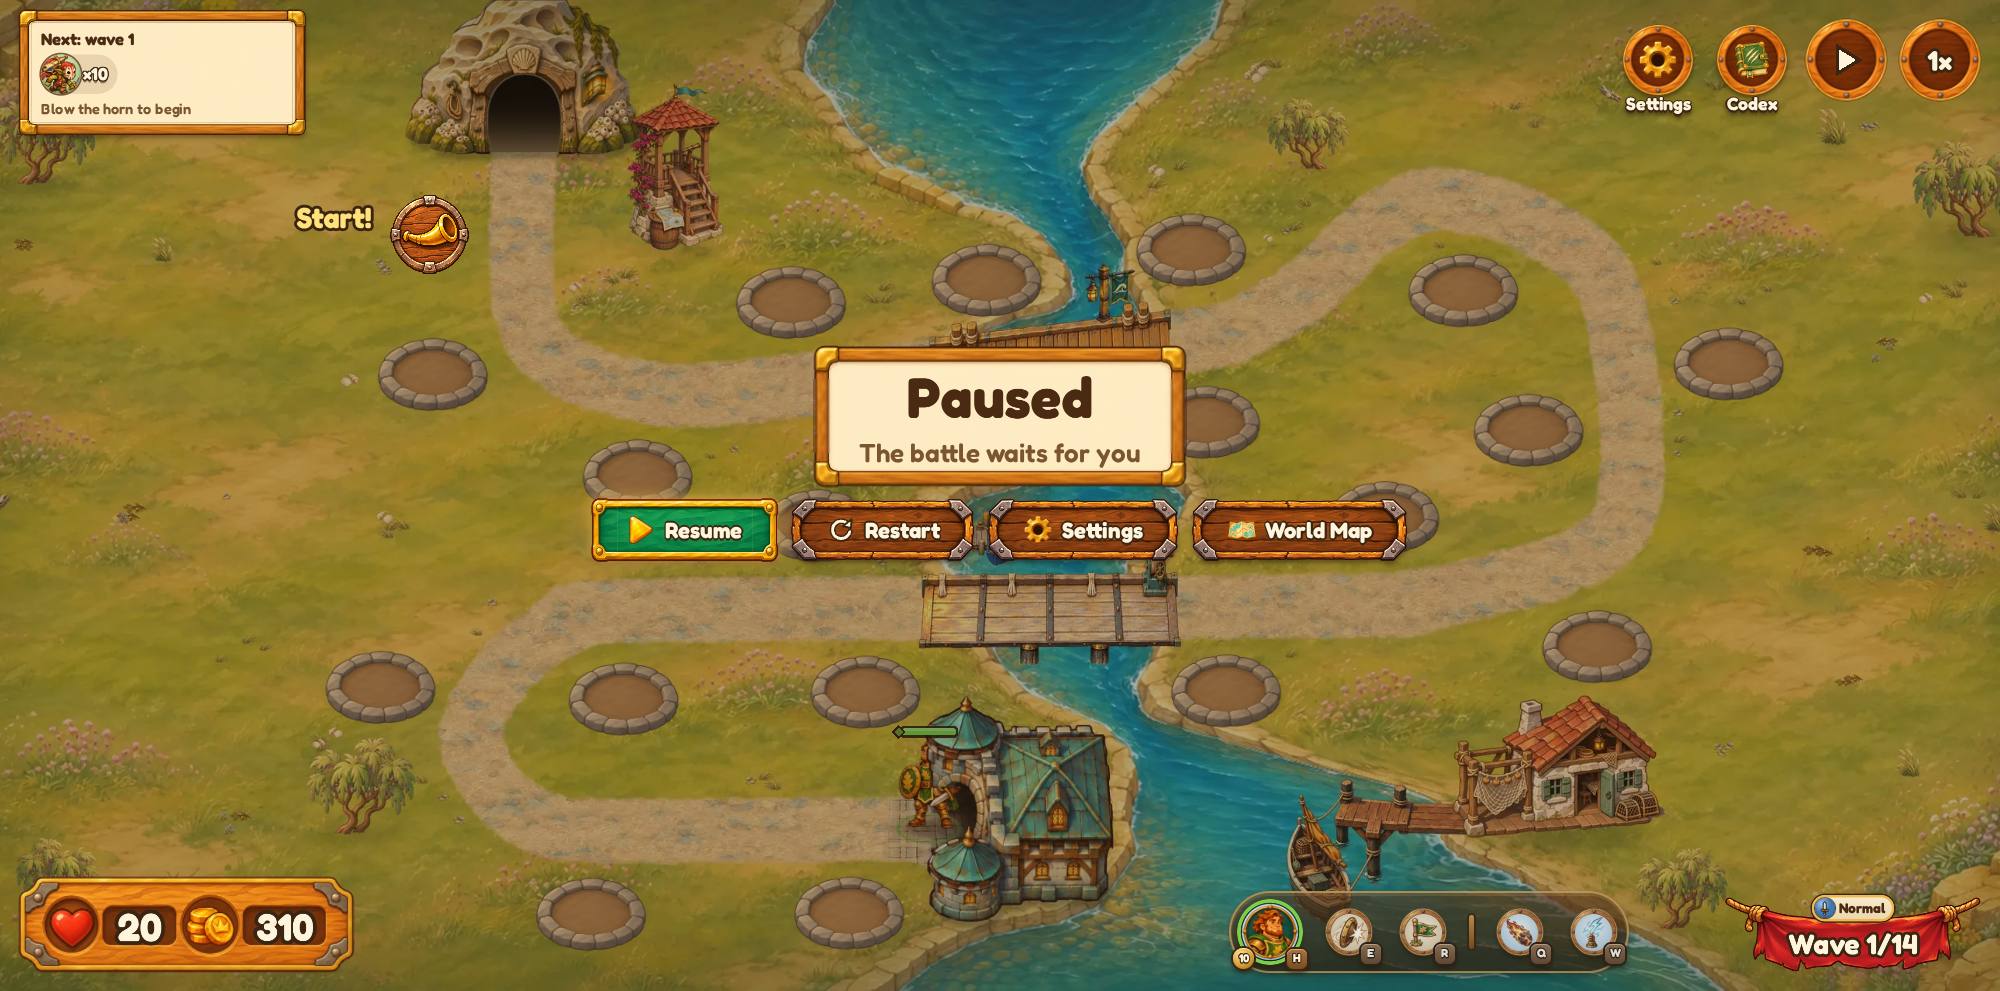 Next: wave 1
x10
Blow the horn to begin
Settings
Codex
1x
Start!
Paused
The battle waits for you
Resume
Restart
Settings
World Map
20
310
10
H
E
R
Q
W
Normal
Wave 1/14